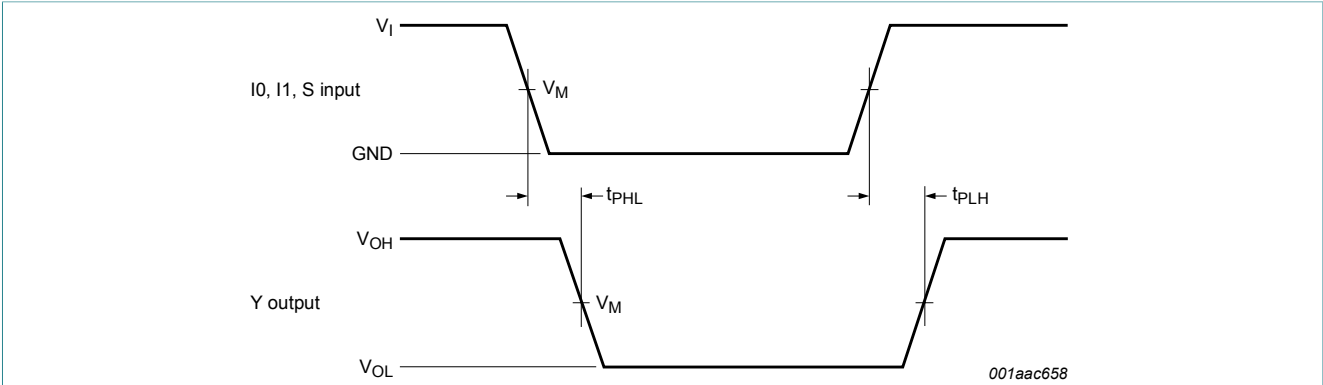 VI
I0, I1, S input
VM
GND
tPHL
tPLH
VOH
Y output
VM
VOL
001aac658